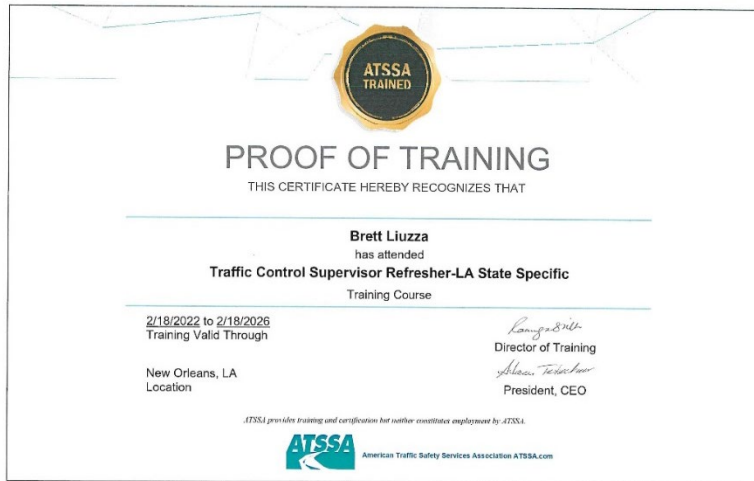 ATSSA
TRAINED
PROOF OF TRAINING
THIS CERTIFICATE HEREBY RECOGNIZES THAT
Brett Liuzza
has attended
Traffic Control Supervisor Refresher-LA State Specific
Training Course
2/18/2022 to 2/18/2026
Training Valid Through
Director of Training
New Orleans, LA
Location
President, CEO
ATSSA provides training and certification but neither constitutes employment by ATSSA.
ATSSA
American Traffic Safety Services Association ATSSA.com